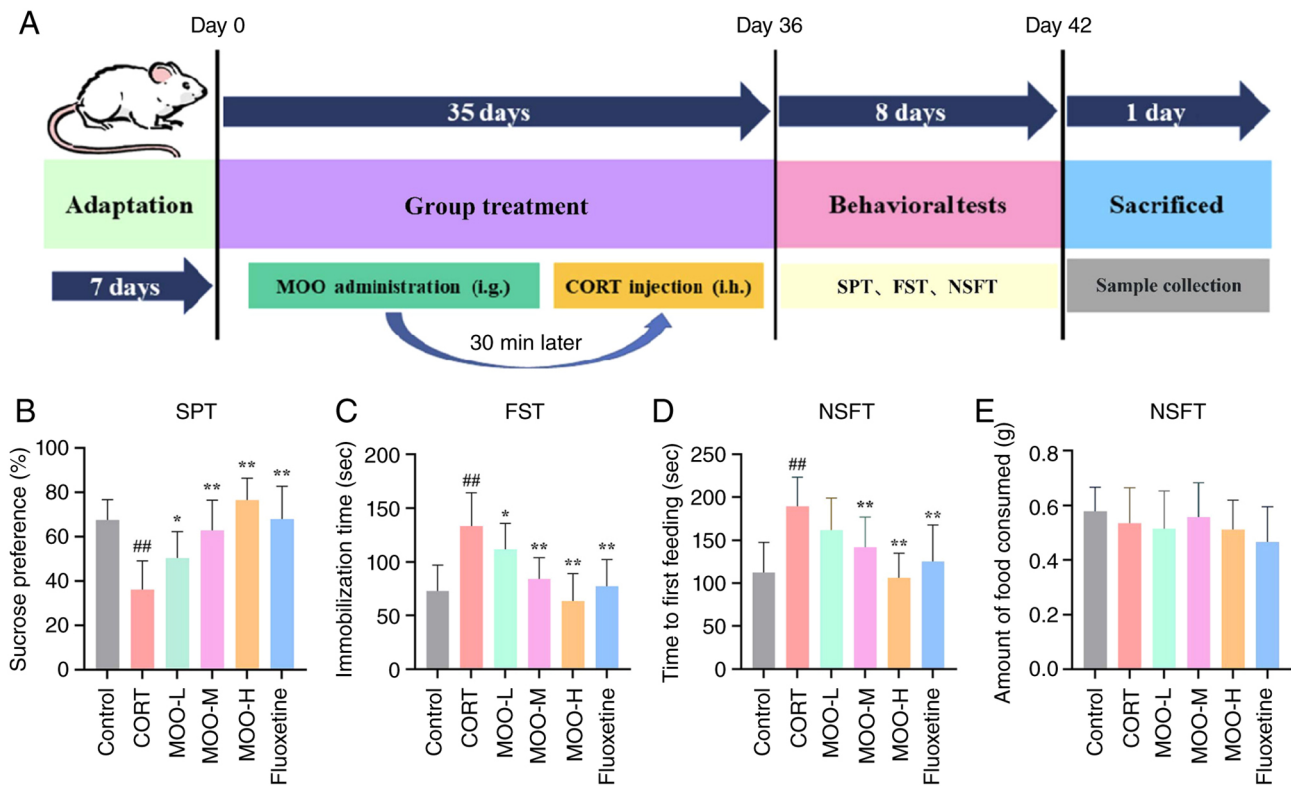 A
Day 0
Day 36
Day 42
35 days
8 days
1 day
Adaptation
Group treatment
Behavioral tests
Sacrificed
7 days
MOO administration (i.g.)
CORT injection (i.h.)
SPT、FST、NSFT
Sample collection
30 min later
B
SPT
Sucrose preference (%)
100
80
60
40
20
0
##
*
**
**
**
Control
CORT
MOO-L
MOO-M
MOO-H
Fluoxetine
C
FST
Immobilization time (sec)
200
150
100
50
0
##
*
**
**
**
Control
CORT
MOO-L
MOO-M
MOO-H
Fluoxetine
D
NSFT
Time to first feeding (sec)
250
200
150
100
50
0
##
**
**
**
Control
CORT
MOO-L
MOO-M
MOO-H
Fluoxetine
E
NSFT
Amount of food consumed (g)
0.8
0.6
0.4
0.2
0.0
Control
CORT
MOO-L
MOO-M
MOO-H
Fluoxetine